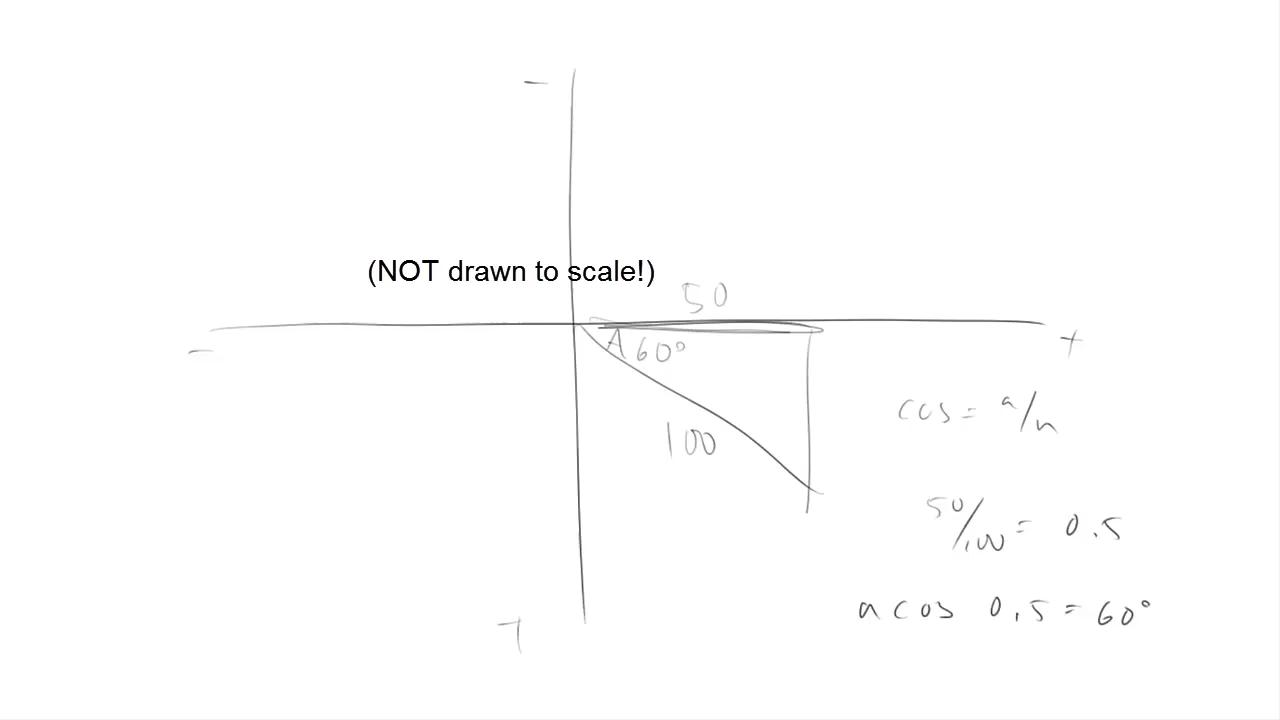 −
(NOT drawn to scale!)
50
− +
A 60°
100
cos = a/h
50/100 = 0.5
acos 0.5 = 60°
+